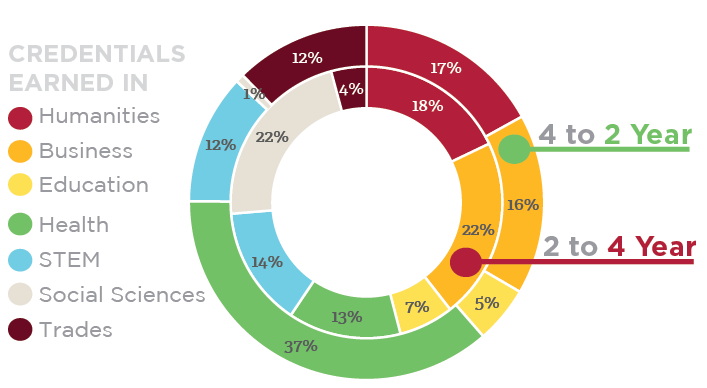 CREDENTIALS
EARNED IN
Humanities
Business
Education
Health
STEM
Social Sciences
Trades
12%
17%
1%
4%
18%
22%
12%
4 to 2 Year
16%
22%
2 to 4 Year
14%
7%
5%
13%
37%